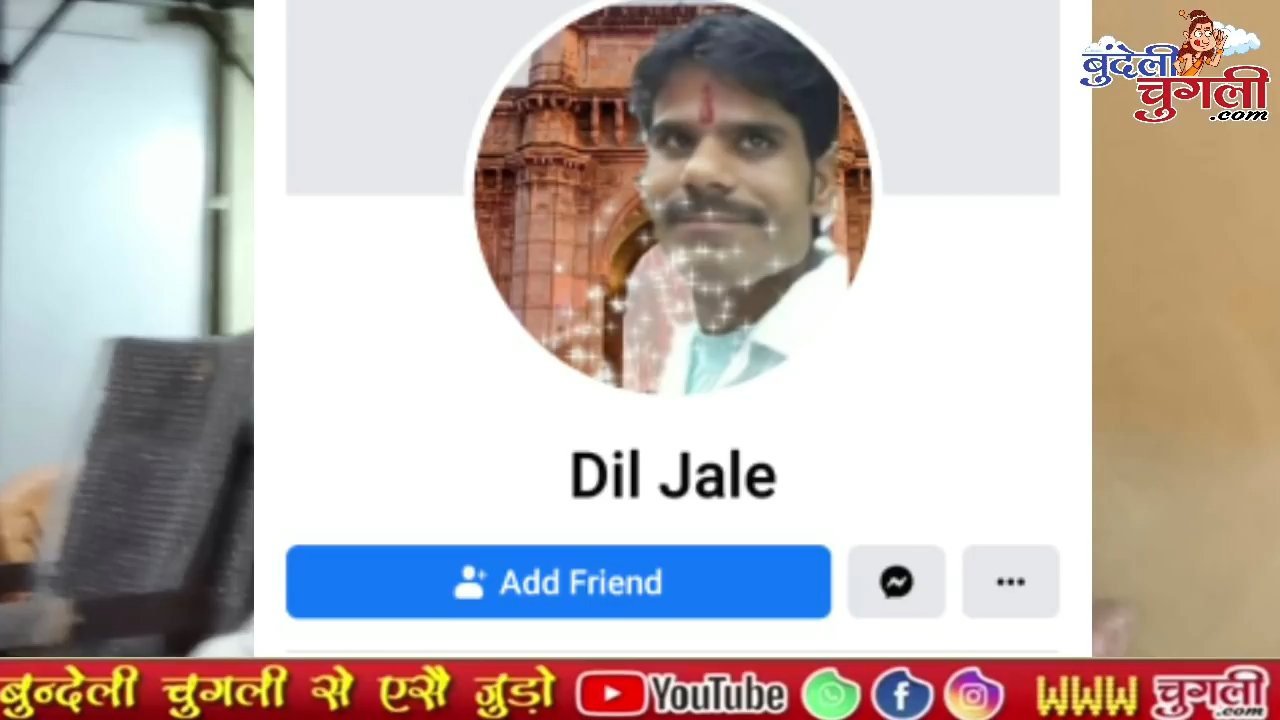 बुंदेली
चुगली
.com
Dil Jale
Add Friend
बुन्देली चुगली से एसै जुड़ो YouTube WWW चुगली
.com